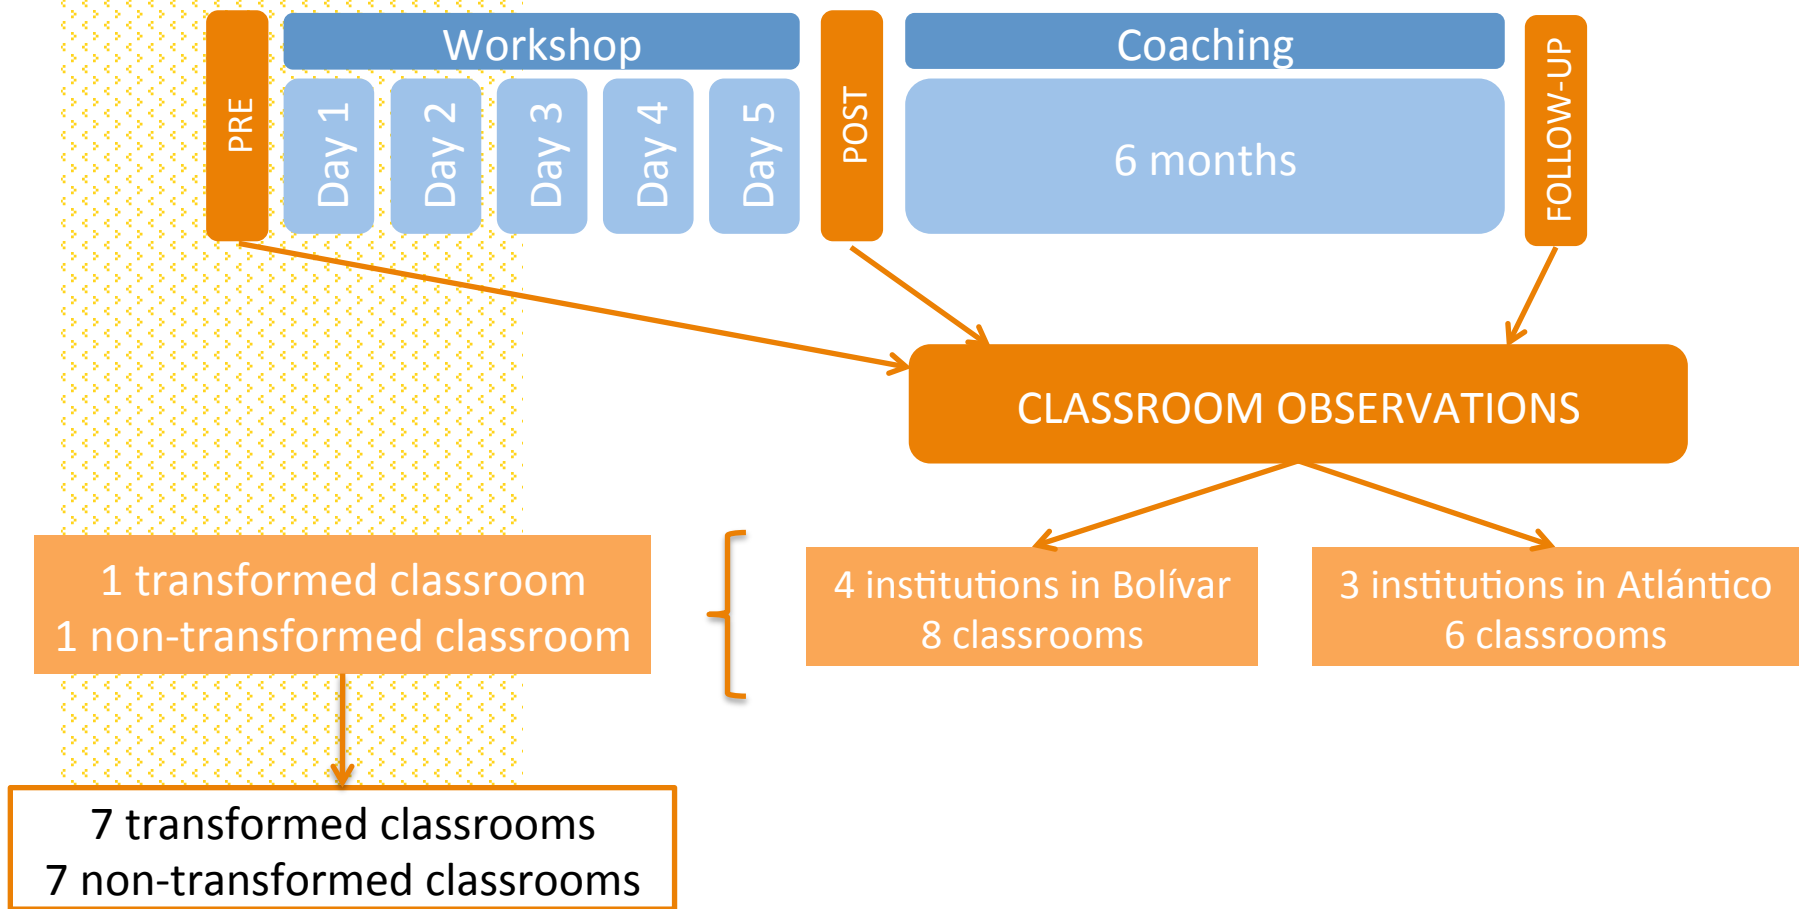 PRE
Workshop
Day 1
Day 2
Day 3
Day 4
Day 5
POST
Coaching
6 months
FOLLOW-UP
CLASSROOM OBSERVATIONS
1 transformed classroom
1 non-transformed classroom
4 institutions in Bolívar
8 classrooms
3 institutions in Atlántico
6 classrooms
7 transformed classrooms
7 non-transformed classrooms